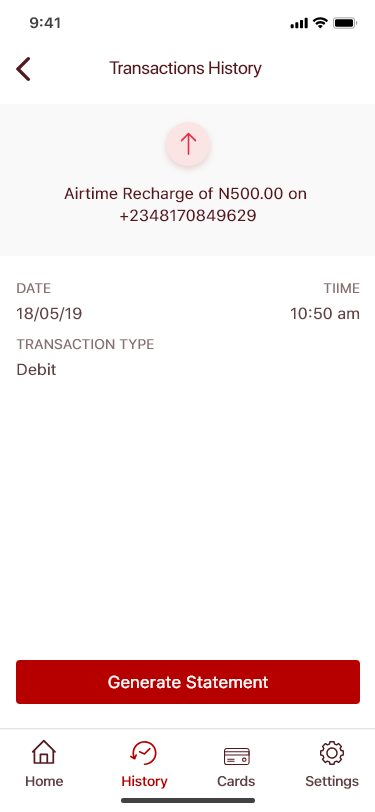 9:41
Transactions History
Airtime Recharge of N500.00 on
+2348170849629
DATE
TIIME
18/05/19
10:50 am
TRANSACTION TYPE
Debit
Generate Statement
Home
History
Cards
Settings